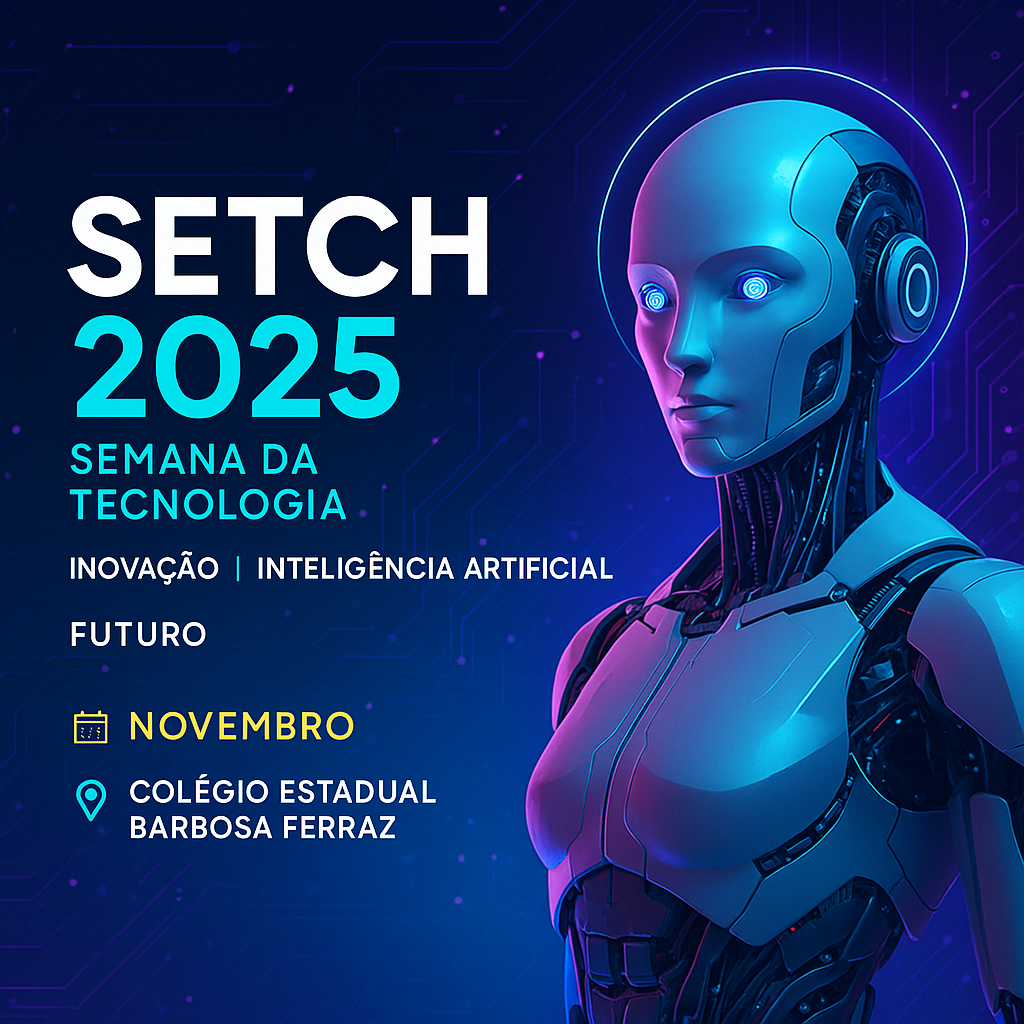 SETCH
2025
SEMANA DA
TECNOLOGIA
INOVAÇÃO | INTELIGÊNCIA ARTIFICIAL
FUTURO
NOVEMBRO
COLÉGIO ESTADUAL
BARBOSA FERRAZ